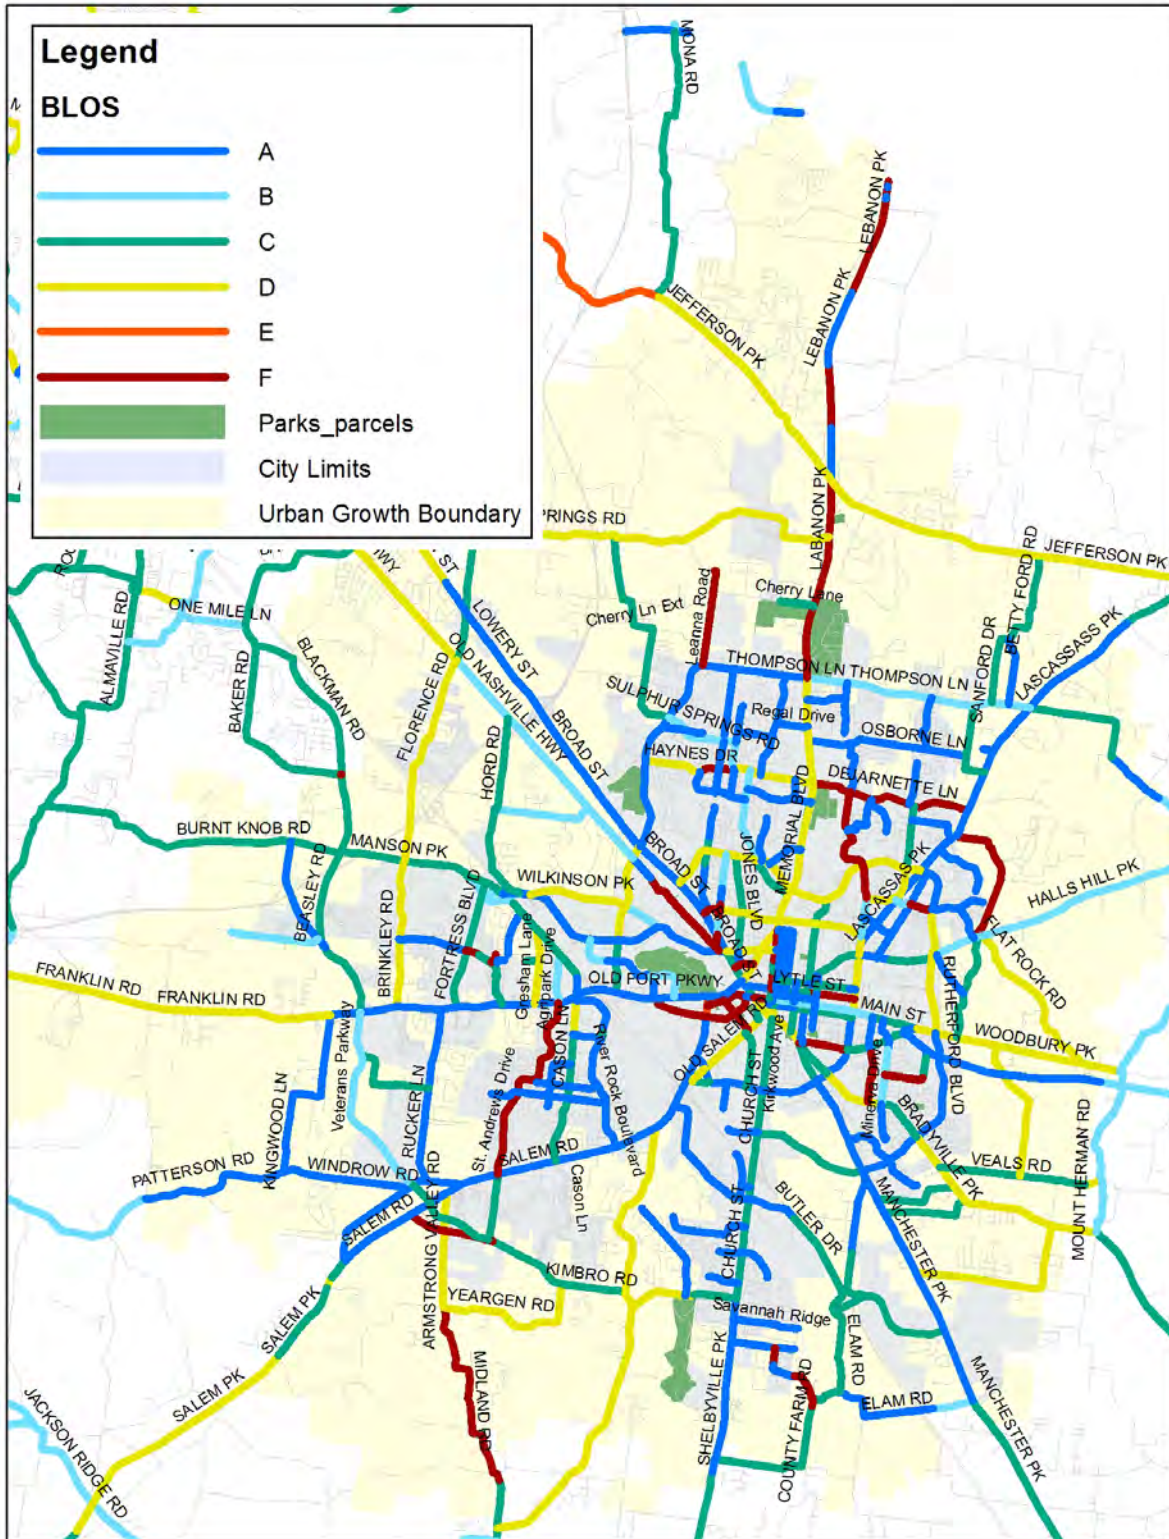 Legend
BLOS
A
B
C
D
E
F
Parks_parcels
City Limits
Urban Growth Boundary
MONA RD
LEBANON PK
LEBANON PK
JEFFERSON PK
LABANON PK
JEFFERSON PK
BETTY FORD RD
Cherry Lane
Cherry Ln Ext
Leanna Road
THOMPSON LN
THOMPSON LN
SANFORD DR
LASCASSASS PK
ONE MILE LN
ALMAVILLE RD
BAKER RD
BLACKMAN RD
FLORENCE RD
LOWERY ST
OLD NASHVILLE HWY
BROAD ST
HORD RD
SULPHUR SPRINGS RD
Regal Drive
OSBORNE LN
HAYNES DR
DEJARNETTE LN
MEMORIAL BLVD
JONES BLVD
BURNT KNOB RD
MANSON PK
BEASLEY RD
BRINKLEY RD
FORTRESS BLVD
WILKINSON PK
BROAD ST
BROAD ST
LASCASSAS PK
HALLS HILL PK
FLAT ROCK RD
RUTHERFORD BLVD
FRANKLIN RD
FRANKLIN RD
Gresham Lane
Agripark Drive
OLD FORT PKWY
LYTLE ST
MAIN ST
WOODBURY PK
Veterans Parkway
CASON LN
River Rock Boulevard
OLD SALEM RD
CHURCH ST
Kirkwood Ave
Minerva Drive
BRADYVILLE PK
VEALS RD
MOUNT HERMAN RD
KINGWOOD LN
RUCKER LN
St. Andrews Drive
PATTERSON RD
WINDROW RD
SALEM RD
SALEM RD
Cason Ln
CHURCH ST
BUTLER DR
MANCHESTER PK
ARMSTRONG VALLEY RD
KIMBRO RD
YEARGEN RD
Savannah Ridge
SALEM PK
SALEM PK
MIDLAND RD
SHELBYVILLE PK
COUNTY FARM RD
ELAM RD
ELAM RD
MANCHESTER PK
JACKSON RIDGE RD